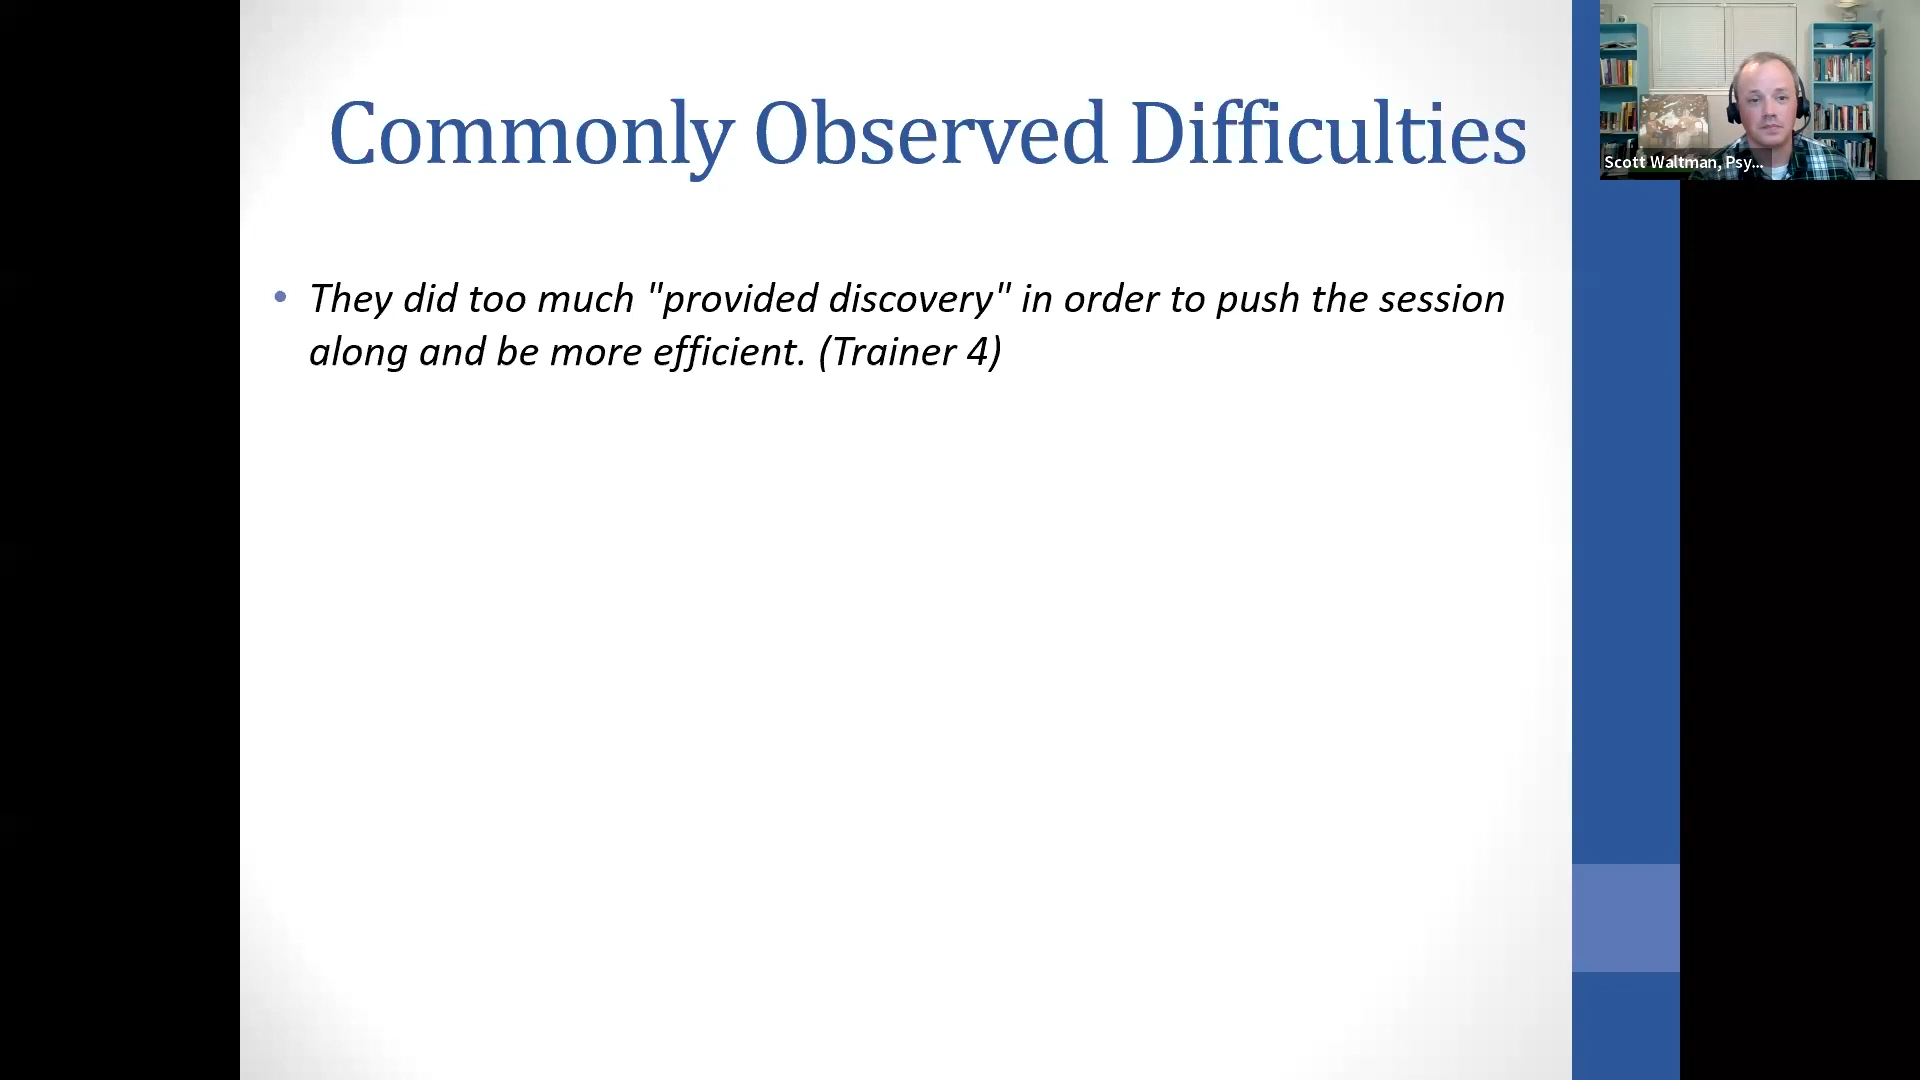 Commonly Observed Difficulties
• They did too much "provided discovery" in order to push the session
along and be more efficient. (Trainer 4)
Scott Waltman, Psy...